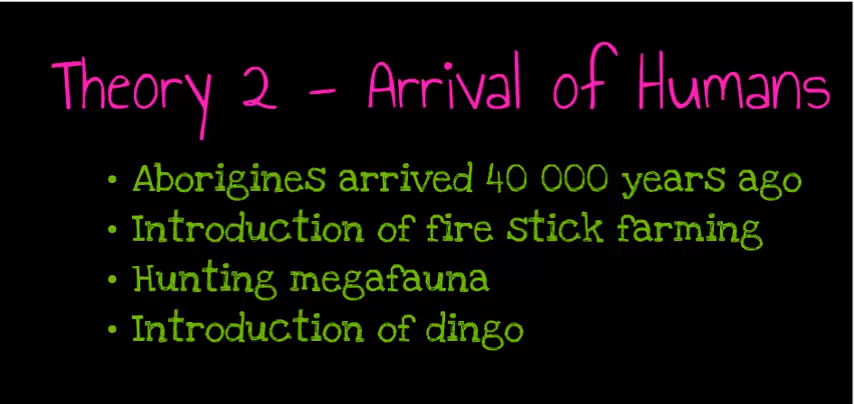 Theory 2 - Arrival of Humans
• Aborigines arrived 40 000 years ago
• Introduction of fire stick farming
• Hunting megafauna
• Introduction of dingo